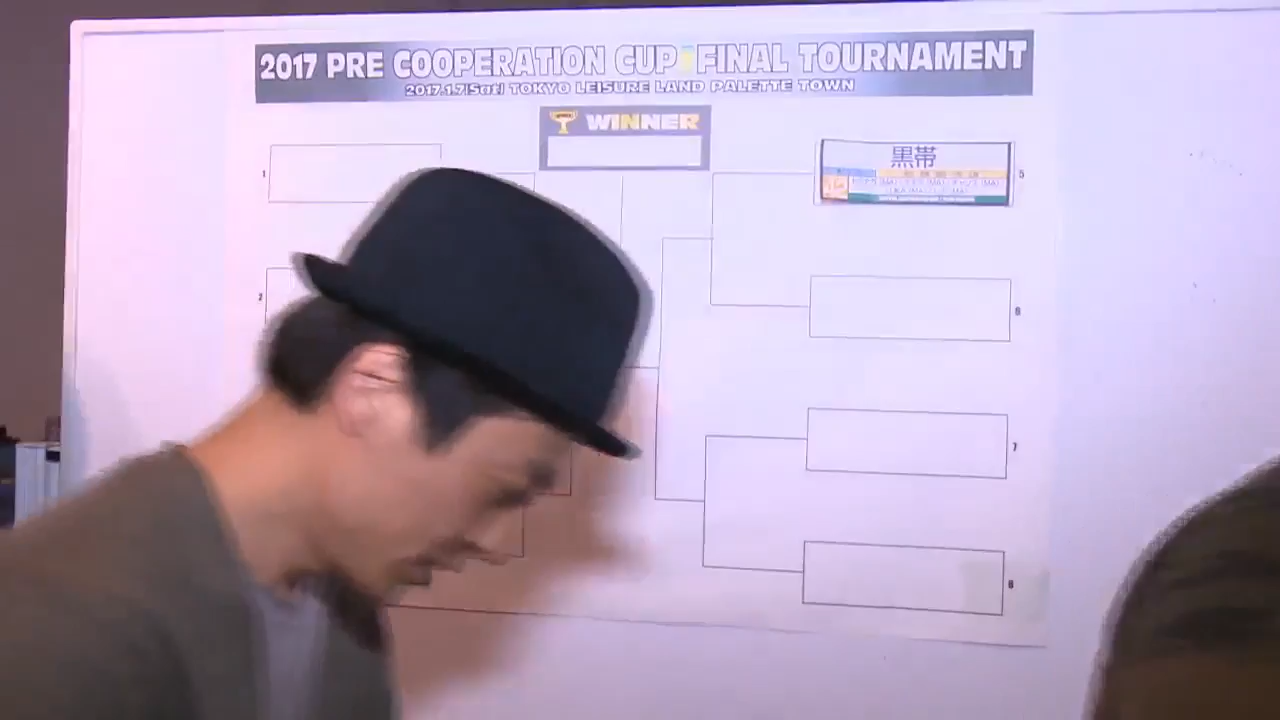 2017 PRE COOPERATION CUP FINAL TOURNAMENT
2017.1.7[Sat] TOKYO LEISURE LAND PALETTE TOWN
WINNER
1
黒帯
5
2
6
7
8